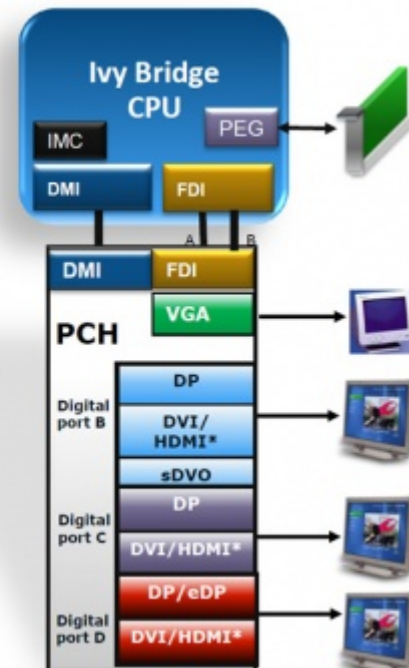 Ivy Bridge
CPU
PEG
IMC
DMI
FDI
A
B
DMI
FDI
VGA
PCH
Digital
port B
DP
DVI/
HDMI*
sDVO
Digital
port C
DP
DVI/HDMI*
Digital
port D
DP/eDP
DVI/HDMI*